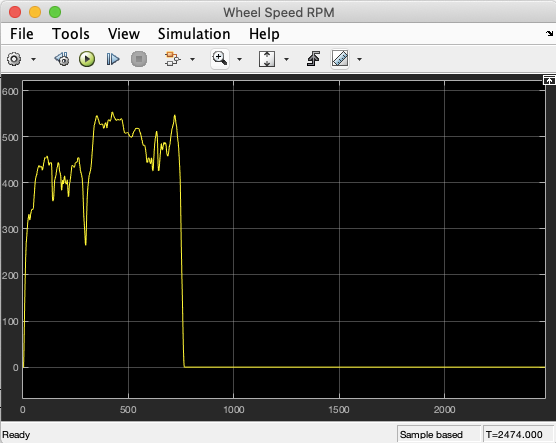 Wheel Speed RPM
File Tools View Simulation Help
600
500
400
300
200
100
0
0 500 1000 1500 2000
Ready Sample based T=2474.000